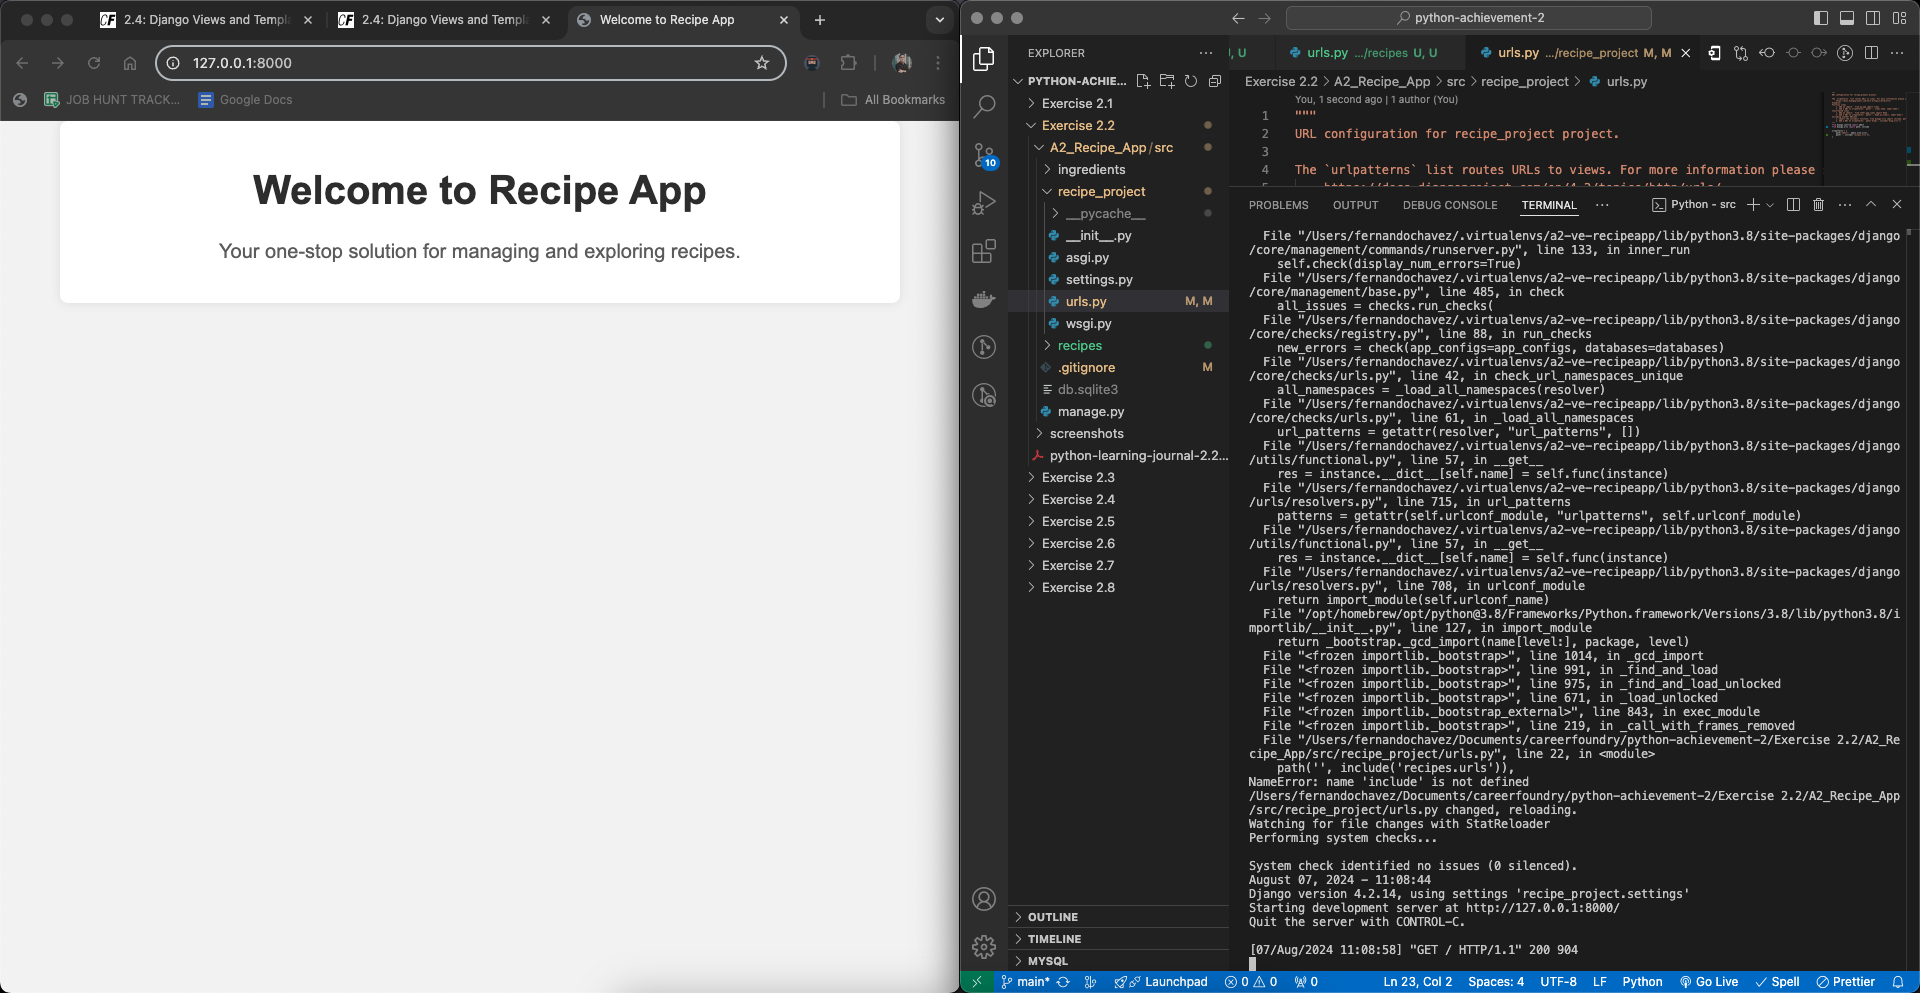 2.4: Django Views and Templ
2.4: Django Views and Templ
Welcome to Recipe App
127.0.0.1:8000
JOB HUNT TRACK...
Google Docs
All Bookmarks
Welcome to Recipe App
Your one-stop solution for managing and exploring recipes.
python-achievement-2
EXPLORER
PYTHON-ACHIE...
Exercise 2.1
Exercise 2.2
A2_Recipe_App/src
ingredients
recipe_project
__pycache__
__init__.py
asgi.py
settings.py
urls.py M, M
wsgi.py
recipes
.gitignore M
db.sqlite3
manage.py
screenshots
python-learning-journal-2.2...
Exercise 2.3
Exercise 2.4
Exercise 2.5
Exercise 2.6
Exercise 2.7
Exercise 2.8
OUTLINE
TIMELINE
MYSQL
10
, U
urls.py .../recipes U, U
urls.py .../recipe_project M, M
Exercise 2.2 > A2_Recipe_App > src > recipe_project > urls.py
You, 1 second ago | 1 author (You)
1 """
2 URL configuration for recipe_project project.
3
4 The `urlpatterns` list routes URLs to views. For more information please
PROBLEMS OUTPUT DEBUG CONSOLE TERMINAL ... Python - src
File "/Users/fernandochavez/.virtualenvs/a2-ve-recipeapp/lib/python3.8/site-packages/django
/core/management/commands/runserver.py", line 133, in inner_run
self.check(display_num_errors=True)
File "/Users/fernandochavez/.virtualenvs/a2-ve-recipeapp/lib/python3.8/site-packages/django
/core/management/base.py", line 485, in check
all_issues = checks.run_checks(
File "/Users/fernandochavez/.virtualenvs/a2-ve-recipeapp/lib/python3.8/site-packages/django
/core/checks/registry.py", line 88, in run_checks
new_errors = check(app_configs=app_configs, databases=databases)
File "/Users/fernandochavez/.virtualenvs/a2-ve-recipeapp/lib/python3.8/site-packages/django
/core/checks/urls.py", line 42, in check_url_namespaces_unique
all_namespaces = _load_all_namespaces(resolver)
File "/Users/fernandochavez/.virtualenvs/a2-ve-recipeapp/lib/python3.8/site-packages/django
/core/checks/urls.py", line 61, in _load_all_namespaces
url_patterns = getattr(resolver, "url_patterns", [])
File "/Users/fernandochavez/.virtualenvs/a2-ve-recipeapp/lib/python3.8/site-packages/django
/utils/functional.py", line 57, in __get__
res = instance.__dict__[self.name] = self.func(instance)
File "/Users/fernandochavez/.virtualenvs/a2-ve-recipeapp/lib/python3.8/site-packages/django
/urls/resolvers.py", line 715, in url_patterns
patterns = getattr(self.urlconf_module, "urlpatterns", self.urlconf_module)
File "/Users/fernandochavez/.virtualenvs/a2-ve-recipeapp/lib/python3.8/site-packages/django
/utils/functional.py", line 57, in __get__
res = instance.__dict__[self.name] = self.func(instance)
File "/Users/fernandochavez/.virtualenvs/a2-ve-recipeapp/lib/python3.8/site-packages/django
/urls/resolvers.py", line 708, in urlconf_module
return import_module(self.urlconf_name)
File "/opt/homebrew/opt/python@3.8/Frameworks/Python.framework/Versions/3.8/lib/python3.8/i
mportlib/__init__.py", line 127, in import_module
return _bootstrap._gcd_import(name[level:], package, level)
File "<frozen importlib._bootstrap>", line 1014, in _gcd_import
File "<frozen importlib._bootstrap>", line 991, in _find_and_load
File "<frozen importlib._bootstrap>", line 975, in _find_and_load_unlocked
File "<frozen importlib._bootstrap>", line 671, in _load_unlocked
File "<frozen importlib._bootstrap_external>", line 843, in exec_module
File "<frozen importlib._bootstrap>", line 219, in _call_with_frames_removed
File "/Users/fernandochavez/Documents/careerfoundry/python-achievement-2/Exercise 2.2/A2_Re
cipe_App/src/recipe_project/urls.py", line 22, in <module>
path('', include('recipes.urls')),
NameError: name 'include' is not defined
/Users/fernandochavez/Documents/careerfoundry/python-achievement-2/Exercise 2.2/A2_Recipe_App
/src/recipe_project/urls.py changed, reloading.
Watching for file changes with StatReloader
Performing system checks...
System check identified no issues (0 silenced).
August 07, 2024 - 11:08:44
Django version 4.2.14, using settings 'recipe_project.settings'
Starting development server at http://127.0.0.1:8000/
Quit the server with CONTROL-C.
[07/Aug/2024 11:08:58] "GET / HTTP/1.1" 200 904
main* Launchpad 0 0 0 Ln 23, Col 2 Spaces: 4 UTF-8 LF Python Go Live Spell Prettier